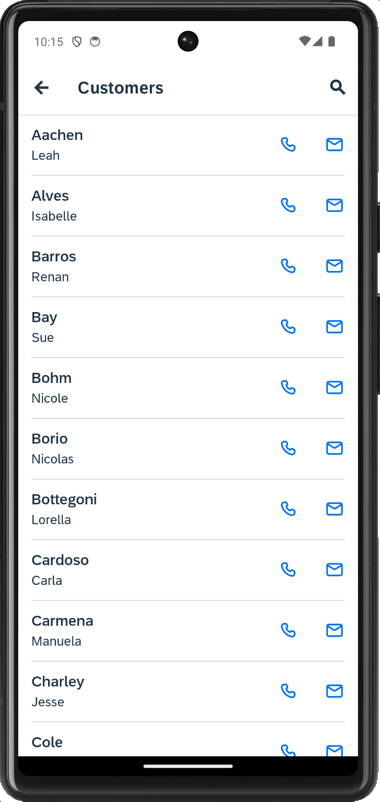 10:15
Customers
Aachen
Leah
Alves
Isabelle
Barros
Renan
Bay
Sue
Bohm
Nicole
Borio
Nicolas
Bottegoni
Lorella
Cardoso
Carla
Carmena
Manuela
Charley
Jesse
Cole